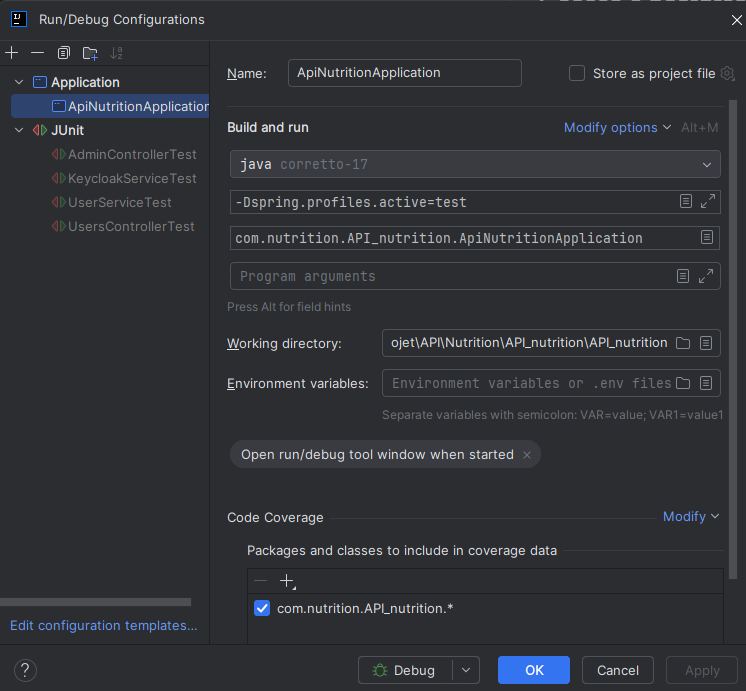 Run/Debug Configurations
Application
ApiNutritionApplication
JUnit
AdminControllerTest
KeycloakServiceTest
UserServiceTest
UsersControllerTest
Edit configuration templates...
Name: ApiNutritionApplication Store as project file
Build and run Modify options Alt+M
java corretto-17
-Dspring.profiles.active=test
com.nutrition.API_nutrition.ApiNutritionApplication
Program arguments
Press Alt for field hints
Working directory: ojet\API\Nutrition\API_nutrition\API_nutrition
Environment variables: Environment variables or .env files
Separate variables with semicolon: VAR=value; VAR1=value1
Open run/debug tool window when started
Code Coverage Modify
Packages and classes to include in coverage data
com.nutrition.API_nutrition.*
? Debug OK Cancel Apply